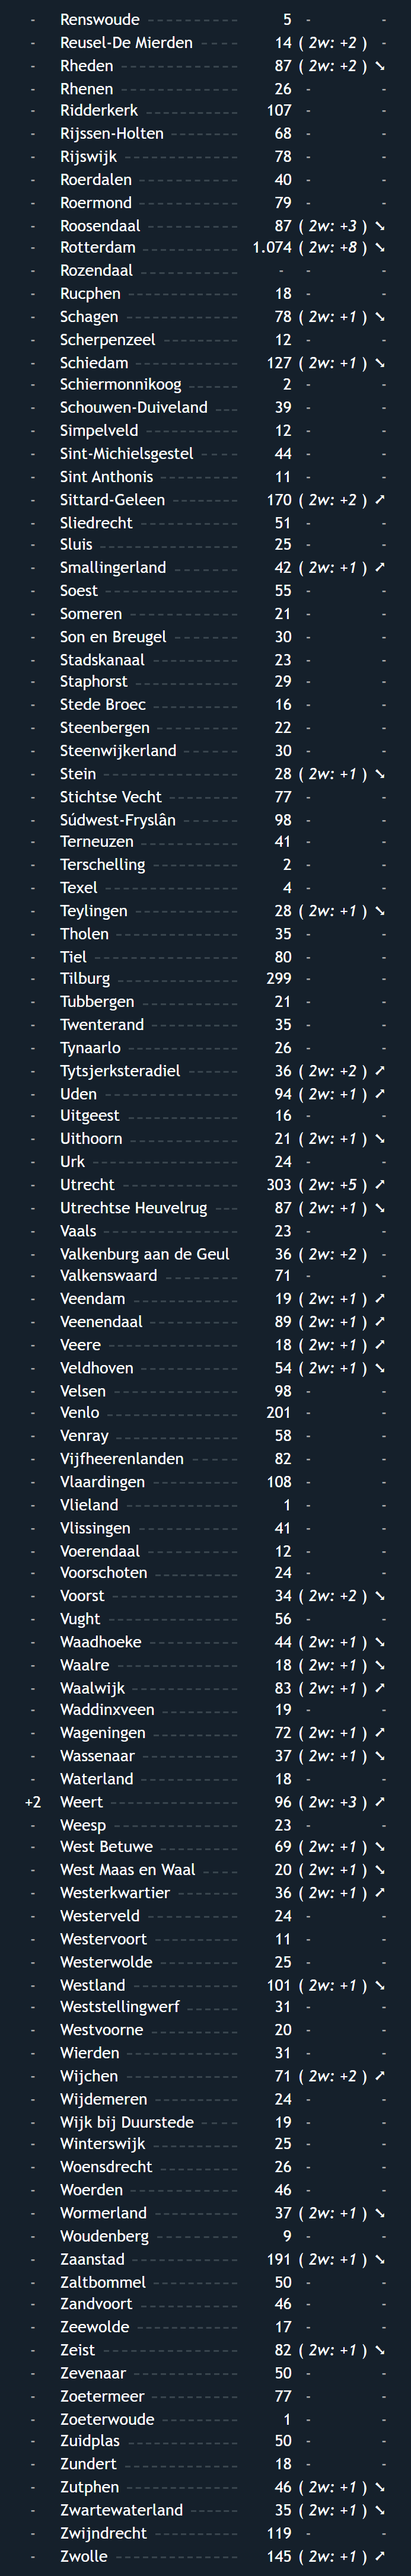 - Renswoude 5 - -
- Reusel-De Mierden 14 ( 2w: +2 ) -
- Rheden 87 ( 2w: +2 ) ↘
- Rhenen 26 - -
- Ridderkerk 107 - -
- Rijssen-Holten 68 - -
- Rijswijk 78 - -
- Roerdalen 40 - -
- Roermond 79 - -
- Roosendaal 87 ( 2w: +3 ) ↘
- Rotterdam 1.074 ( 2w: +8 ) ↘
- Rozendaal - - -
- Rucphen 18 - -
- Schagen 78 ( 2w: +1 ) ↘
- Scherpenzeel 12 - -
- Schiedam 127 ( 2w: +1 ) ↘
- Schiermonnikoog 2 - -
- Schouwen-Duiveland 39 - -
- Simpelveld 12 - -
- Sint-Michielsgestel 44 - -
- Sint Anthonis 11 - -
- Sittard-Geleen 170 ( 2w: +2 ) ↗
- Sliedrecht 51 - -
- Sluis 25 - -
- Smallingerland 42 ( 2w: +1 ) ↗
- Soest 55 - -
- Someren 21 - -
- Son en Breugel 30 - -
- Stadskanaal 23 - -
- Staphorst 29 - -
- Stede Broec 16 - -
- Steenbergen 22 - -
- Steenwijkerland 30 - -
- Stein 28 ( 2w: +1 ) ↘
- Stichtse Vecht 77 - -
- Súdwest-Fryslân 98 - -
- Terneuzen 41 - -
- Terschelling 2 - -
- Texel 4 - -
- Teylingen 28 ( 2w: +1 ) ↘
- Tholen 35 - -
- Tiel 80 - -
- Tilburg 299 - -
- Tubbergen 21 - -
- Twenterand 35 - -
- Tynaarlo 26 - -
- Tytsjerksteradiel 36 ( 2w: +2 ) ↗
- Uden 94 ( 2w: +1 ) ↗
- Uitgeest 16 - -
- Uithoorn 21 ( 2w: +1 ) ↘
- Urk 24 - -
- Utrecht 303 ( 2w: +5 ) ↗
- Utrechtse Heuvelrug 87 ( 2w: +1 ) ↘
- Vaals 23 - -
- Valkenburg aan de Geul 36 ( 2w: +2 ) -
- Valkenswaard 71 - -
- Veendam 19 ( 2w: +1 ) ↗
- Veenendaal 89 ( 2w: +1 ) ↗
- Veere 18 ( 2w: +1 ) ↗
- Veldhoven 54 ( 2w: +1 ) ↘
- Velsen 98 - -
- Venlo 201 - -
- Venray 58 - -
- Vijfheerenlanden 82 - -
- Vlaardingen 108 - -
- Vlieland 1 - -
- Vlissingen 41 - -
- Voerendaal 12 - -
- Voorschoten 24 - -
- Voorst 34 ( 2w: +2 ) ↘
- Vught 56 - -
- Waadhoeke 44 ( 2w: +1 ) ↘
- Waalre 18 ( 2w: +1 ) ↘
- Waalwijk 83 ( 2w: +1 ) ↗
- Waddinxveen 19 - -
- Wageningen 72 ( 2w: +1 ) ↗
- Wassenaar 37 ( 2w: +1 ) ↘
- Waterland 18 - -
+2 Weert 96 ( 2w: +3 ) ↗
- Weesp 23 - -
- West Betuwe 69 ( 2w: +1 ) ↘
- West Maas en Waal 20 ( 2w: +1 ) ↘
- Westerkwartier 36 ( 2w: +1 ) ↗
- Westerveld 24 - -
- Westervoort 11 - -
- Westerwolde 25 - -
- Westland 101 ( 2w: +1 ) ↘
- Weststellingwerf 31 - -
- Westvoorne 20 - -
- Wierden 31 - -
- Wijchen 71 ( 2w: +2 ) ↗
- Wijdemeren 24 - -
- Wijk bij Duurstede 19 - -
- Winterswijk 25 - -
- Woensdrecht 26 - -
- Woerden 46 - -
- Wormerland 37 ( 2w: +1 ) ↘
- Woudenberg 9 - -
- Zaanstad 191 ( 2w: +1 ) ↘
- Zaltbommel 50 - -
- Zandvoort 46 - -
- Zeewolde 17 - -
- Zeist 82 ( 2w: +1 ) ↘
- Zevenaar 50 - -
- Zoetermeer 77 - -
- Zoeterwoude 1 - -
- Zuidplas 50 - -
- Zundert 18 - -
- Zutphen 46 ( 2w: +1 ) ↘
- Zwartewaterland 35 ( 2w: +1 ) ↘
- Zwijndrecht 119 - -
- Zwolle 145 ( 2w: +1 ) ↗